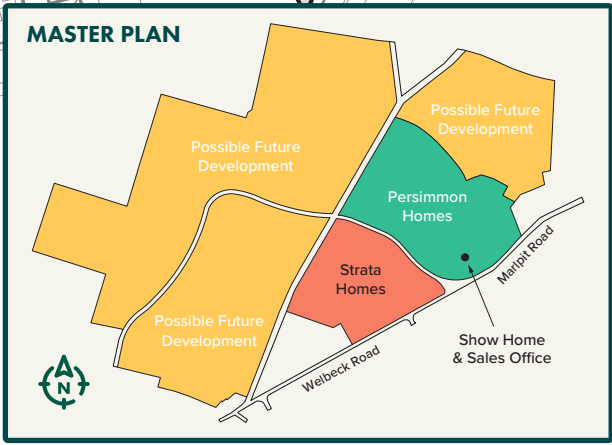 MASTER PLAN
Possible Future
Development
Possible Future
Development
Persimmon
Homes
Strata
Homes
Marlpit Road
Possible Future
Development
Show Home
& Sales Office
Welbeck Road
N